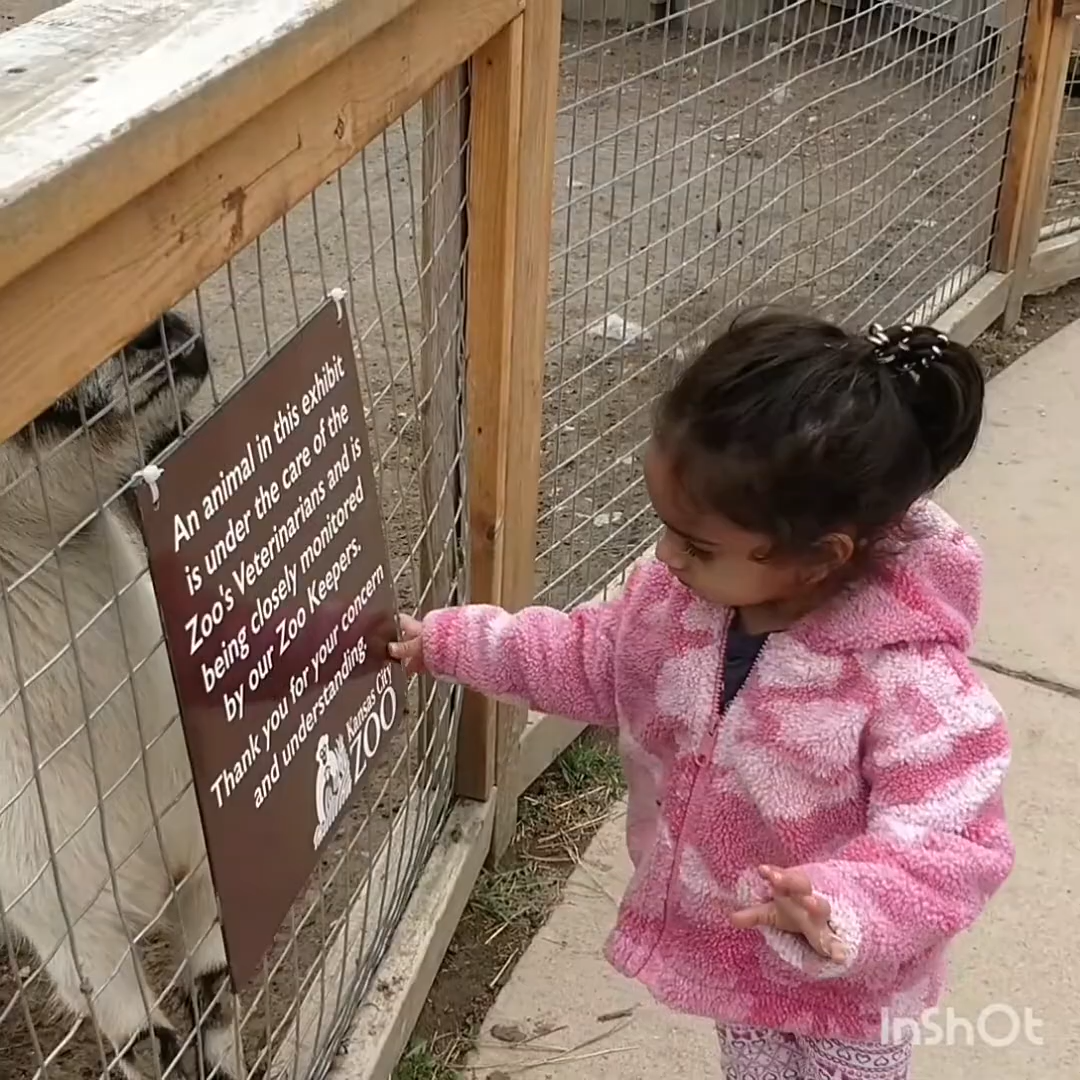 An animal in this exhibit
is under the care of the
Zoo's Veterinarians and is
being closely monitored
by our Zoo Keepers.
Thank you for your concern
and understanding.
Kansas City
ZOO
InShOt